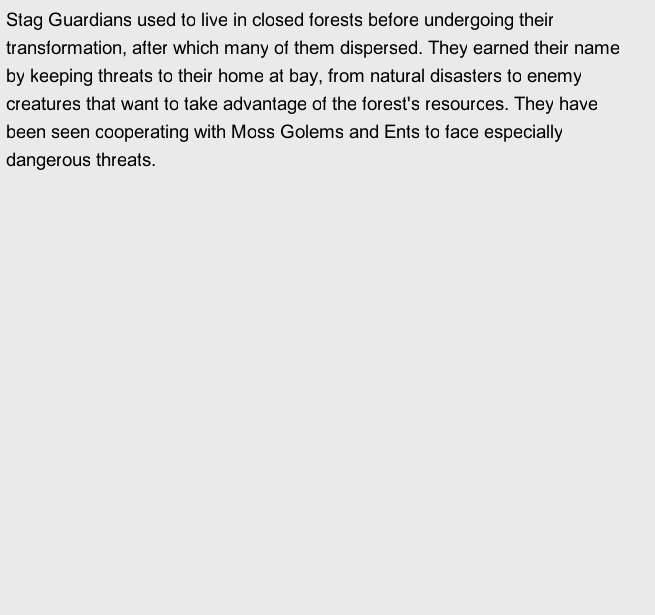 Stag Guardians used to live in closed forests before undergoing their
transformation, after which many of them dispersed. They earned their name
by keeping threats to their home at bay, from natural disasters to enemy
creatures that want to take advantage of the forest's resources. They have
been seen cooperating with Moss Golems and Ents to face especially
dangerous threats.